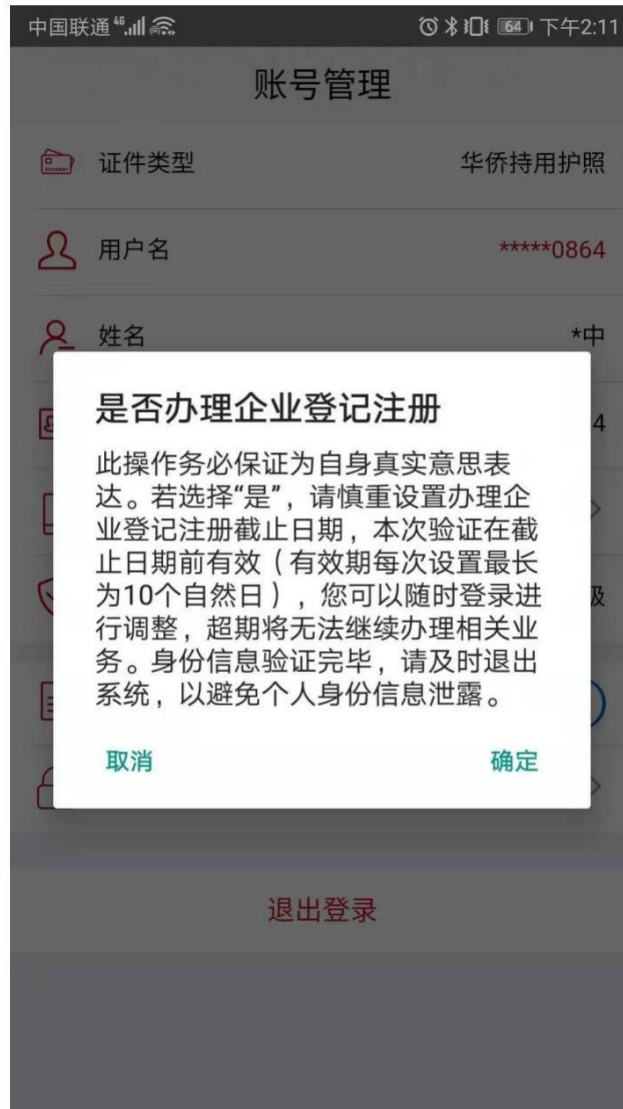 中国联通 46 下午2:11
64
账号管理
证件类型 华侨持用护照
用户名 *****0864
姓名 *中
是否办理企业登记注册
4
此操作务必保证为自身真实意思表
达。若选择“是”，请慎重设置办理企
业登记注册截止日期，本次验证在截
止日期前有效（有效期每次设置最长
为10个自然日），您可以随时登录进
行调整，超期将无法继续办理相关业
务。身份信息验证完毕，请及时退出
系统，以避免个人身份信息泄露。
取消 确定
退出登录